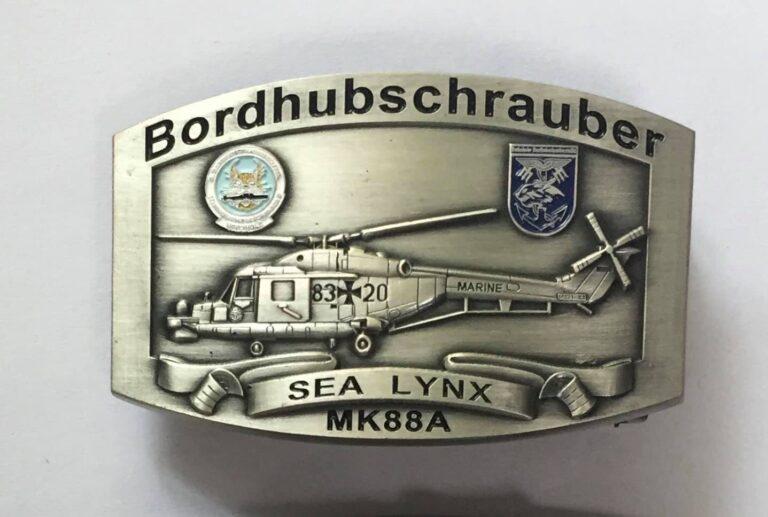 Bordhubschrauber
83 20
MARINE
SEA LYNX
MK88A